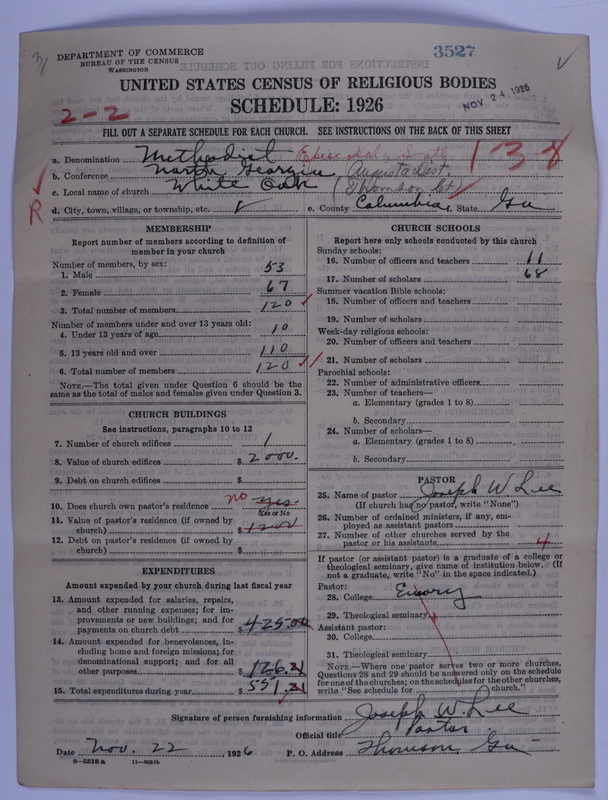 3527
DEPARTMENT OF COMMERCE
BUREAU OF THE CENSUS
WASHINGTON
UNITED STATES CENSUS OF RELIGIOUS BODIES
SCHEDULE: 1926
NOV 24 1926
2-2
FILL OUT A SEPARATE SCHEDULE FOR EACH CHURCH. SEE INSTRUCTIONS ON THE BACK OF THIS SHEET
a. Denomination Methodist Episcopal, South
138
b. Conference North Georgia (Augusta Dist.
c. Local name of church White Oak (Thomson Ct)
R
d. City, town, village, or township, etc. e. County Columbia f. State Ga
MEMBERSHIP
Report number of members according to definition of
member in your church
Number of members, by sex:
1. Male 53
2. Female 67
3. Total number of members 120
Number of members under and over 13 years old:
4. Under 13 years of age 10
5. 13 years old and over 110
6. Total number of members 120
NOTE.—The total given under Question 6 should be
same as the total of males and females given under Question 3.
CHURCH BUILDINGS
See instructions, paragraphs 10 to 12
7. Number of church edifices 1
8. Value of church edifices $ 2000.
9. Debt on church edifices $
10. Does church own pastor's residence no yes.
Yes or No
11. Value of pastor's residence (if owned by
church) $ 1200
12. Debt on pastor's residence (if owned by
church) $
EXPENDITURES
Amount expended by your church during last fiscal year
13. Amount expended for salaries, repairs,
and other running expenses; for im-
provements or new buildings; and for
payments on church debt $ 425.00
14. Amount expended for benevolences, in-
cluding home and foreign missions; for
denominational support; and for all
other purposes $ 126.21
15. Total expenditures during year $ 551.21
CHURCH SCHOOLS
Report here only schools conducted by this church
Sunday schools:
16. Number of officers and teachers 11
17. Number of scholars 68
Summer vacation Bible schools:
18. Number of officers and teachers
19. Number of scholars
Week-day religious schools:
20. Number of officers and teachers
21. Number of scholars
Parochial schools:
22. Number of administrative officers
23. Number of teachers—
a. Elementary (grades 1 to 8)
b. Secondary
24. Number of scholars—
a. Elementary (grades 1 to 8)
b. Secondary
PASTOR
25. Name of pastor Joseph W. Lee
(If church has no pastor, write "None")
26. Number of ordained ministers, if any, em-
ployed as assistant pastors
27. Number of other churches served by the
pastor or his assistants 4
If pastor (or assistant pastor) is a graduate of a college or
theological seminary, give name of institution below. (If
not a graduate, write "No" in the space indicated.)
Pastor:
28. College Emory
29. Theological seminary
Assistant pastor:
30. College
31. Theological seminary
NOTE.—Where one pastor serves two or more churches,
Questions 28 and 29 should be answered only on the schedule
for one of the churches; on the schedules for the other churches,
write "See schedule for church."
Signature of person furnishing information Joseph W. Lee
Official title Pastor
Date Nov. 22, 1926 P. O. Address Thomson, Ga
8-5518a